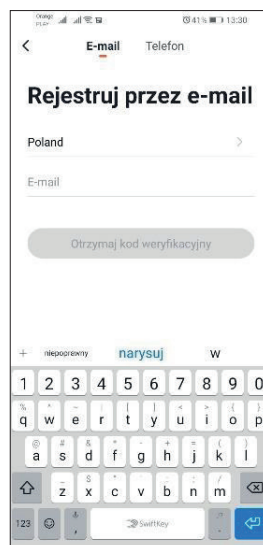 Orange
PLAY
41% 13:30
E-mail Telefon
Rejestruj przez e-mail
Poland
E-mail
Otrzymaj kod weryfikacyjny
+ niepoprawny narysuj w
1 2 3 4 5 6 7 8 9 0
q w e r t y u i o p
a s d f g h j k l
z x c v b n m
123 , SwiftKey .